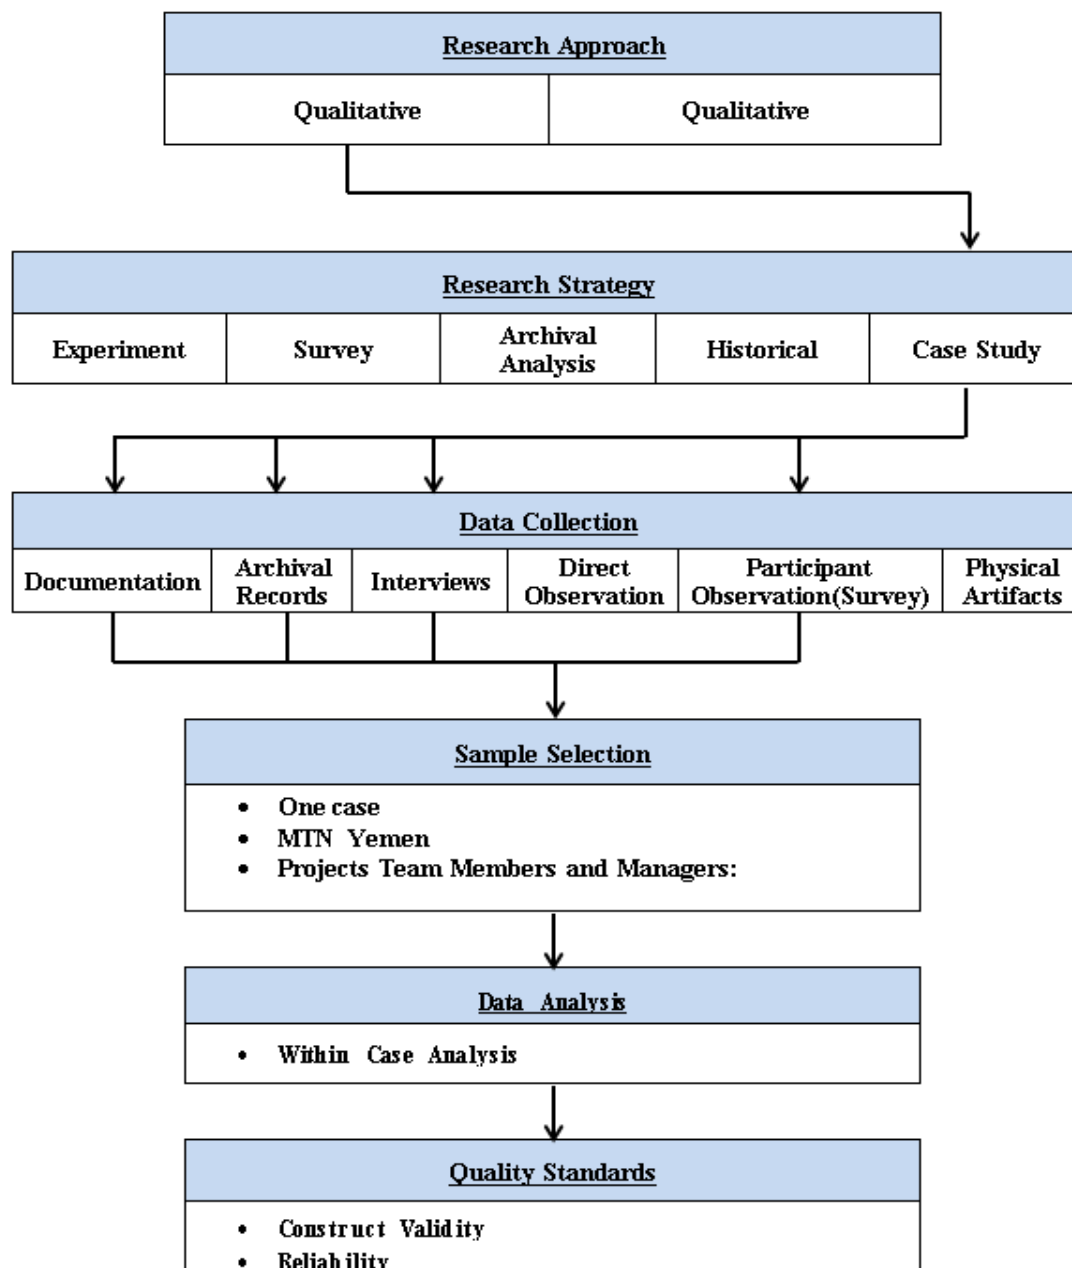 Research Approach
Qualitative
Qualitative
Research Strategy
Experiment
Survey
Archival
Analysis
Historical
Case Study
Data Collection
Documentation
Archival
Records
Interviews
Direct
Observation
Participant
Observation(Survey)
Physical
Artifacts
Sample Selection
• One case
• MTN Yemen
• Projects Team Members and Managers:
Data Analysis
• Within Case Analysis
Quality Standards
• Construct Validity
• Reliability